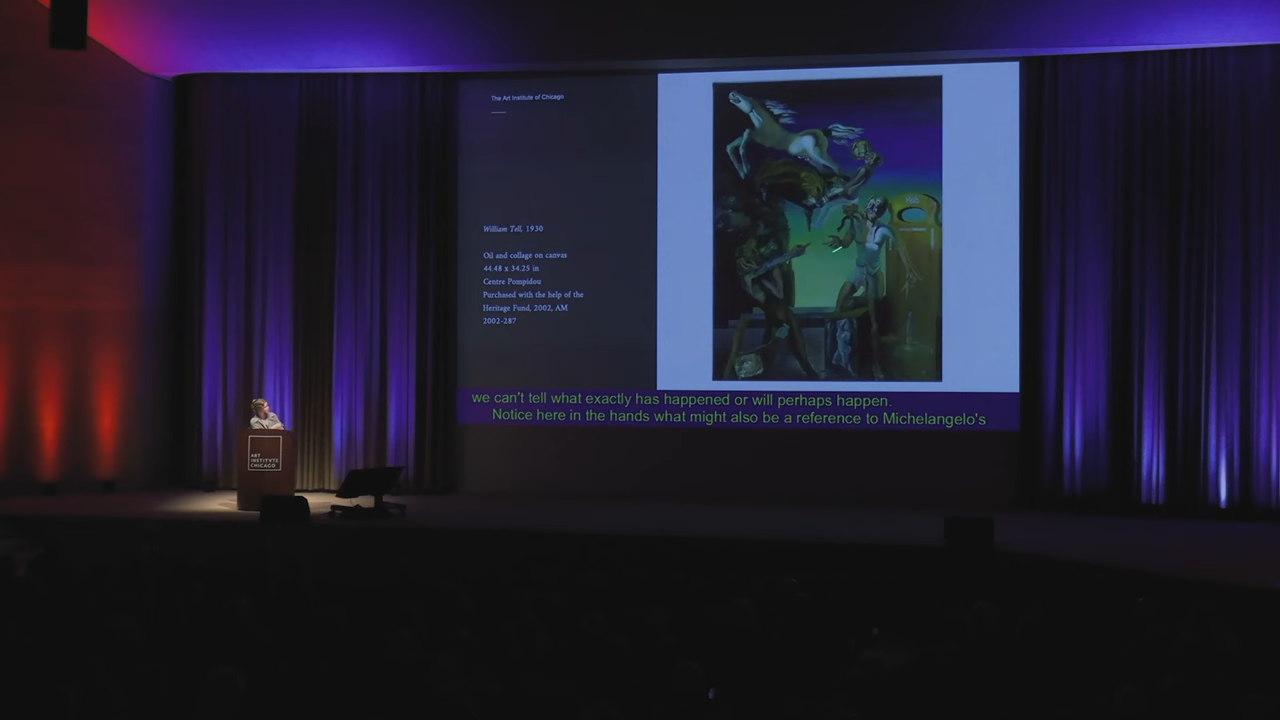 The Art Institute of Chicago
William Tell, 1930
Oil and collage on canvas
44.48 x 34.25 in
Centre Pompidou
Purchased with the help of the
Heritage Fund, 2002, AM
2002-287
we can't tell what exactly has happened or will perhaps happen.
Notice here in the hands what might also be a reference to Michelangelo's
ART
INSTITVTE
CHICAGO